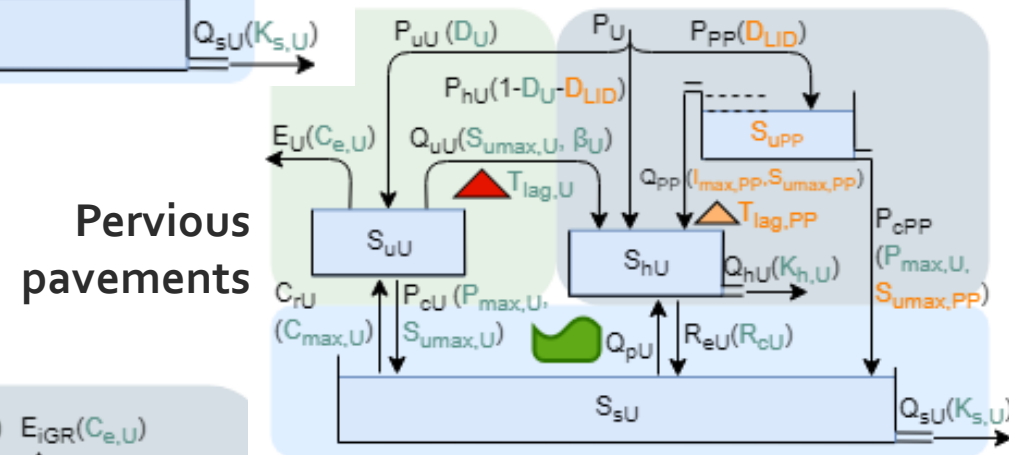 Q_sU(K_s,U)
P_uU (D_U)
P_U
P_PP(D_LID)
P_hU(1-D_U-D_LID)
S_uPP
E_U(C_e,U)
Q_uU(S_umax,U, β_U)
T_lag,U
Q_PP(I_max,PP,S_umax,PP)
T_lag,PP
Pervious
pavements
S_uU
S_hU
P_cPP
(P_max,U,
S_umax,PP)
Q_hU(K_h,U)
C_rU
(C_max,U)
P_cU (P_max,U,
S_umax,U)
Q_pU
R_eU(R_cU)
S_sU
Q_sU(K_s,U)
) E_iGR(C_e,U)